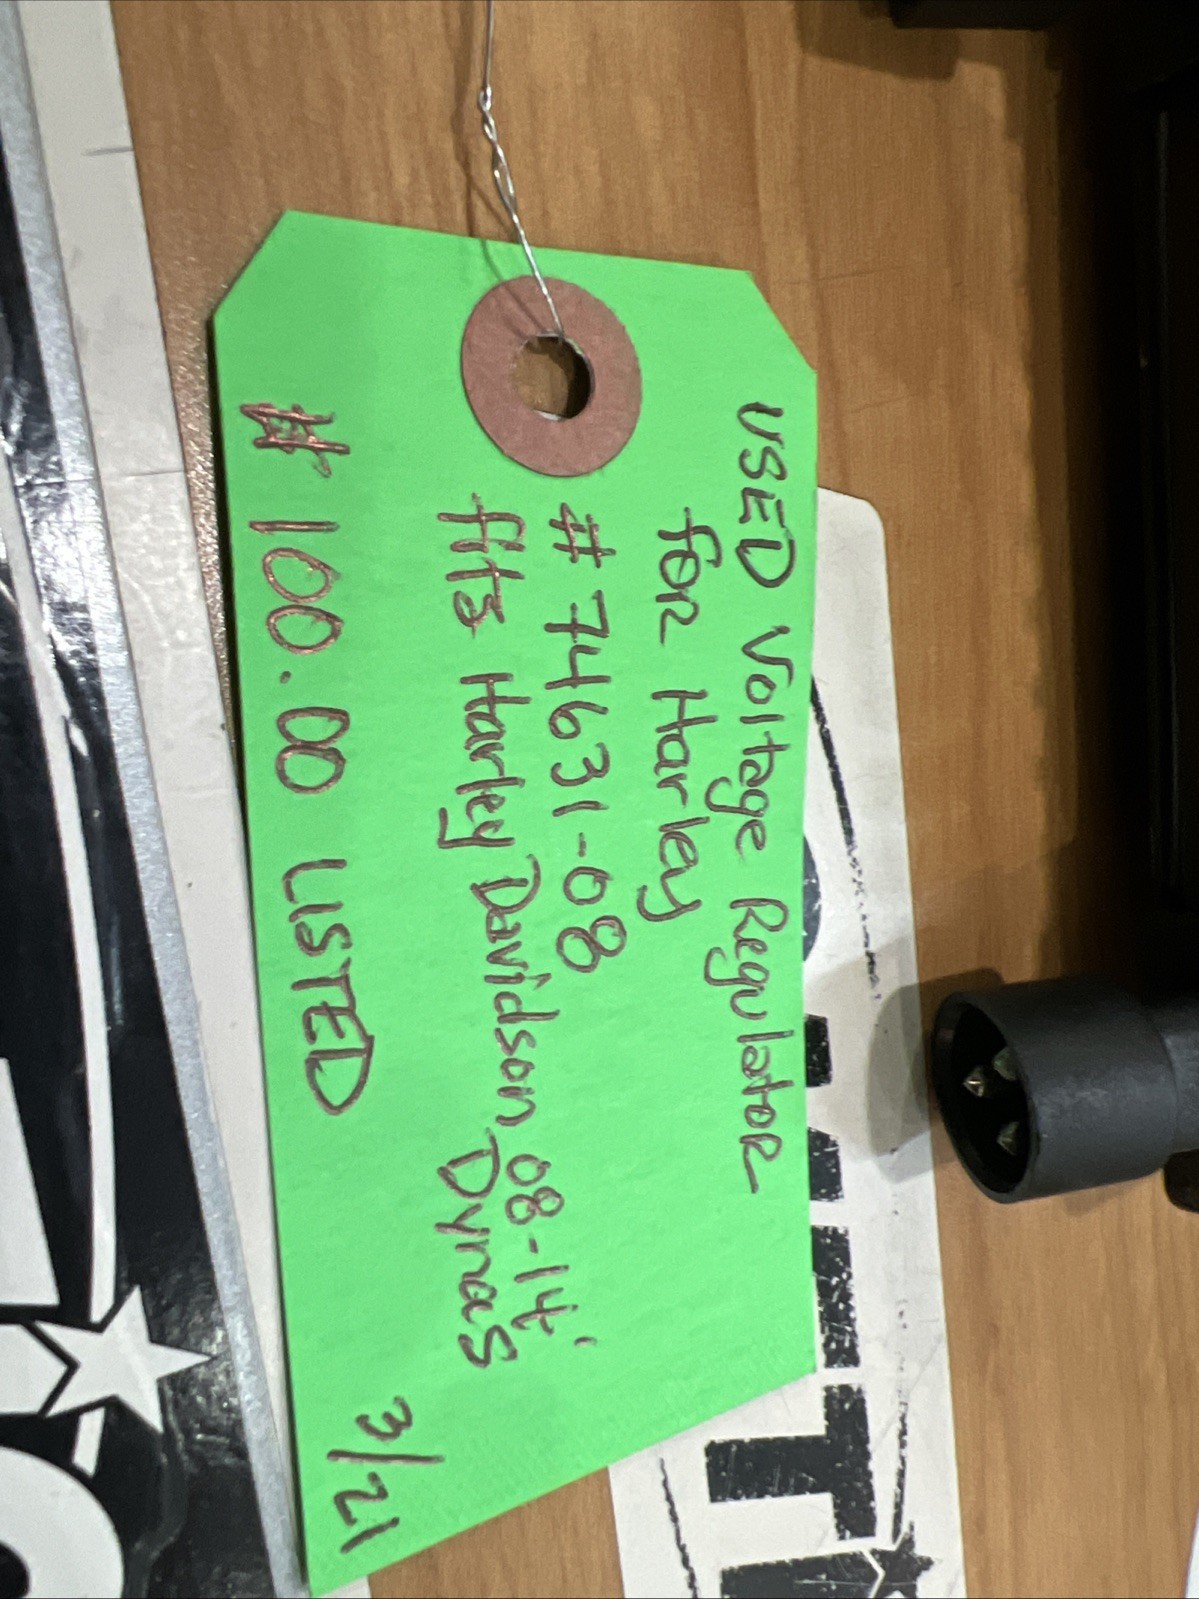 USED Voltage Regulator
for Harley
# 74631-08
fits Harley Davidson 08-14'
Dynas
$ 100.00 LISTED
3/21